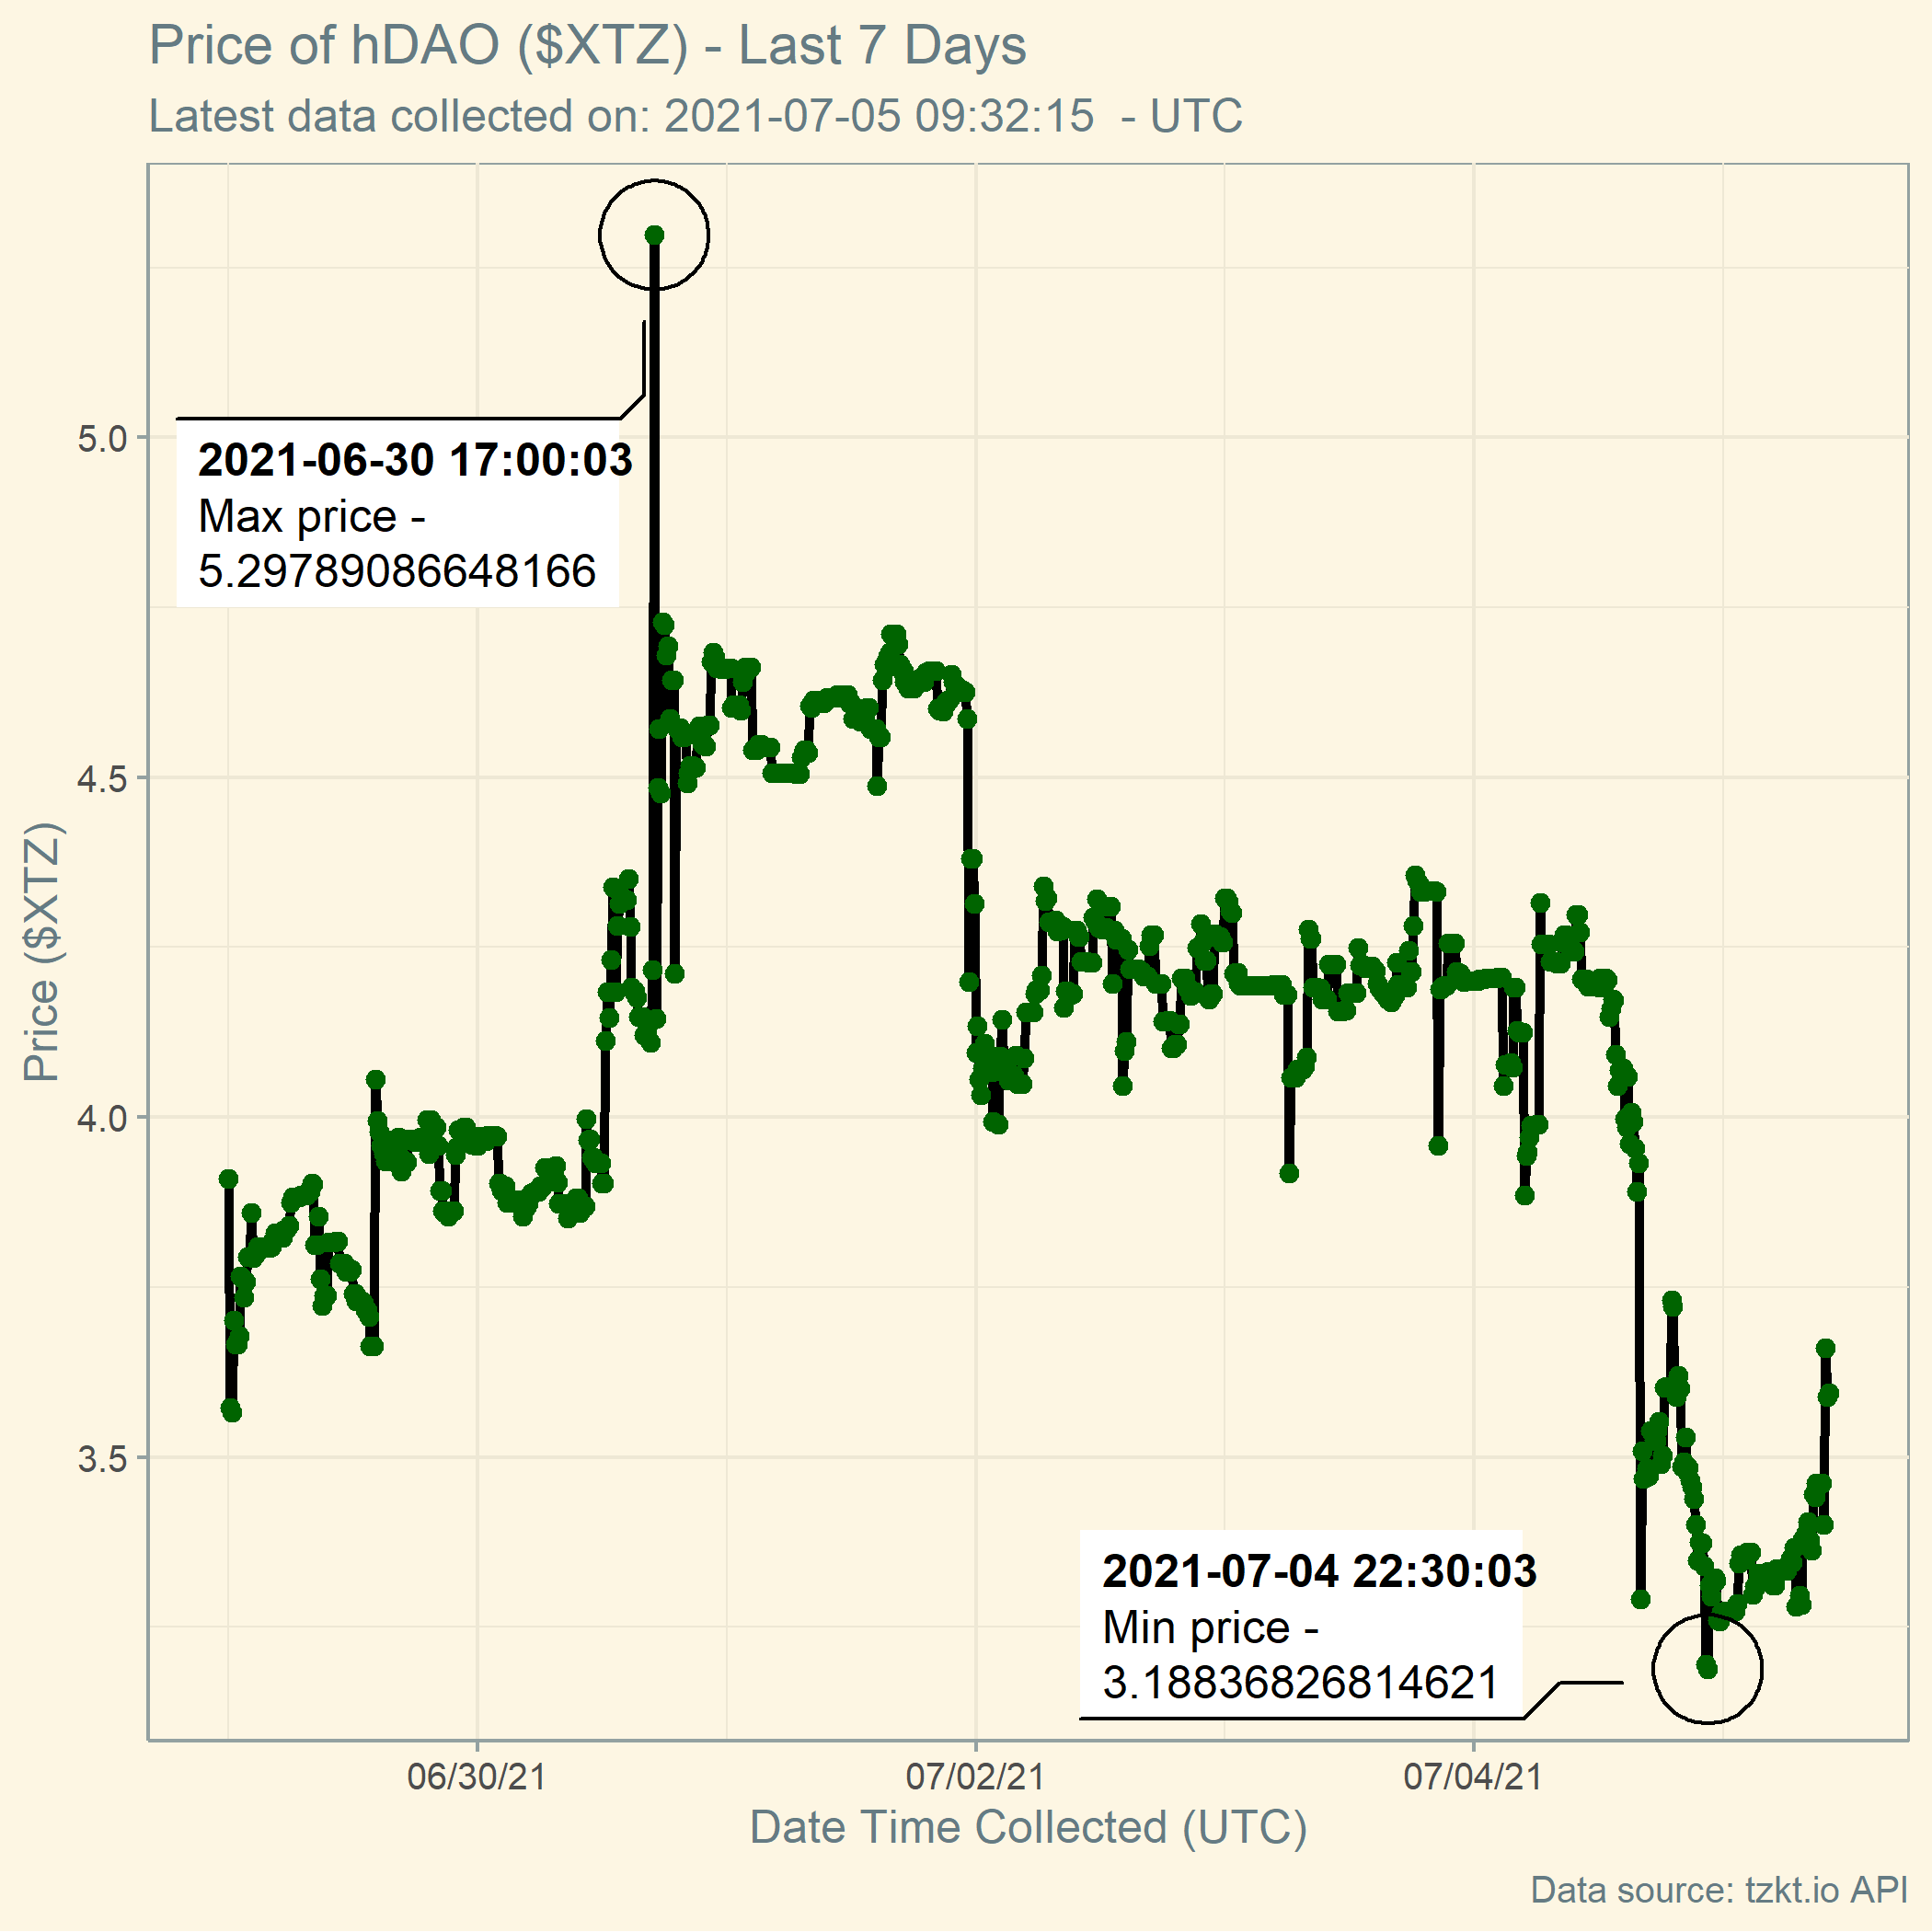 Price of hDAO ($XTZ) - Last 7 Days
Latest data collected on: 2021-07-05 09:32:15  - UTC
2021-06-30 17:00:03
Max price -
5.29789086648166
5.0
4.5
4.0
3.5
Price ($XTZ)
2021-07-04 22:30:03
Min price -
3.18836826814621
06/30/21
07/02/21
07/04/21
Date Time Collected (UTC)
Data source: tzkt.io API